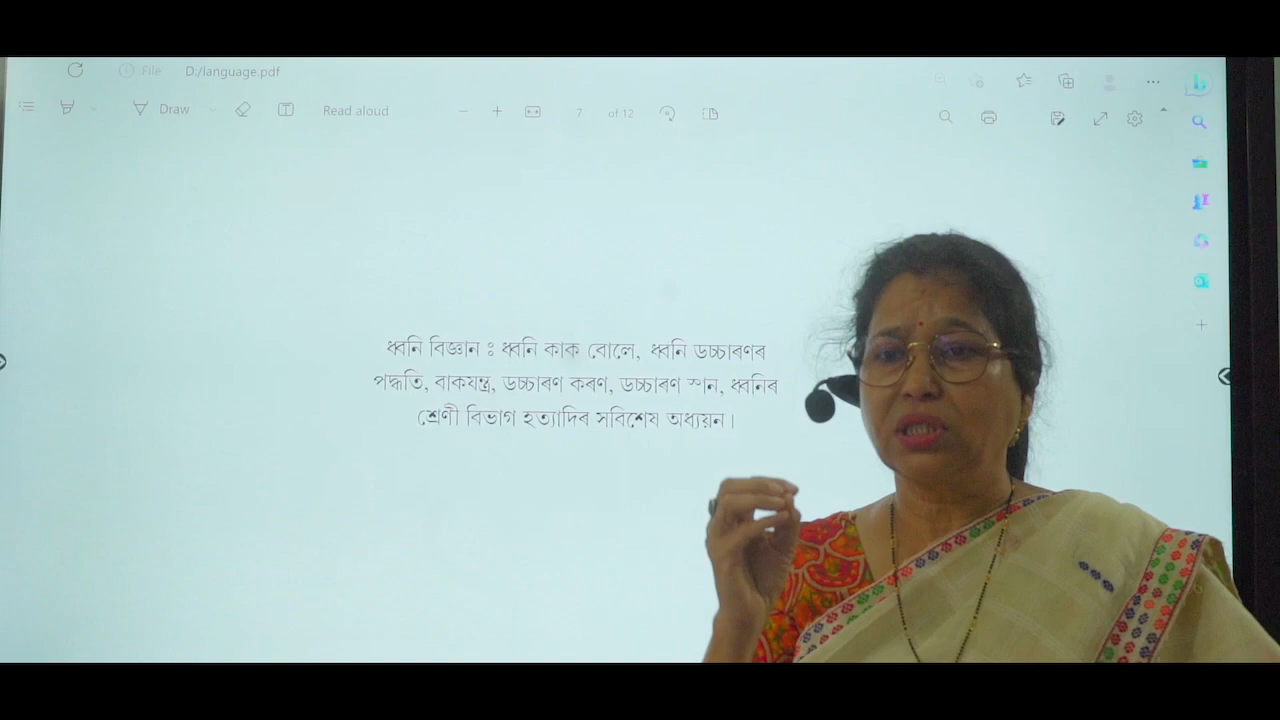 File D:/language.pdf
Draw Read aloud 7 of 12
ধ্বনি বিজ্ঞান ঃ ধ্বনি কাক বোলে, ধ্বনি উচ্চাৰণৰ
পদ্ধতি, বাকযন্ত্ৰ, উচ্চাৰণ কৰণ, উচ্চাৰণ স্থান, ধ্বনিৰ
শ্ৰেণী বিভাগ ইত্যাদিৰ সবিশেষ অধ্যয়ন।